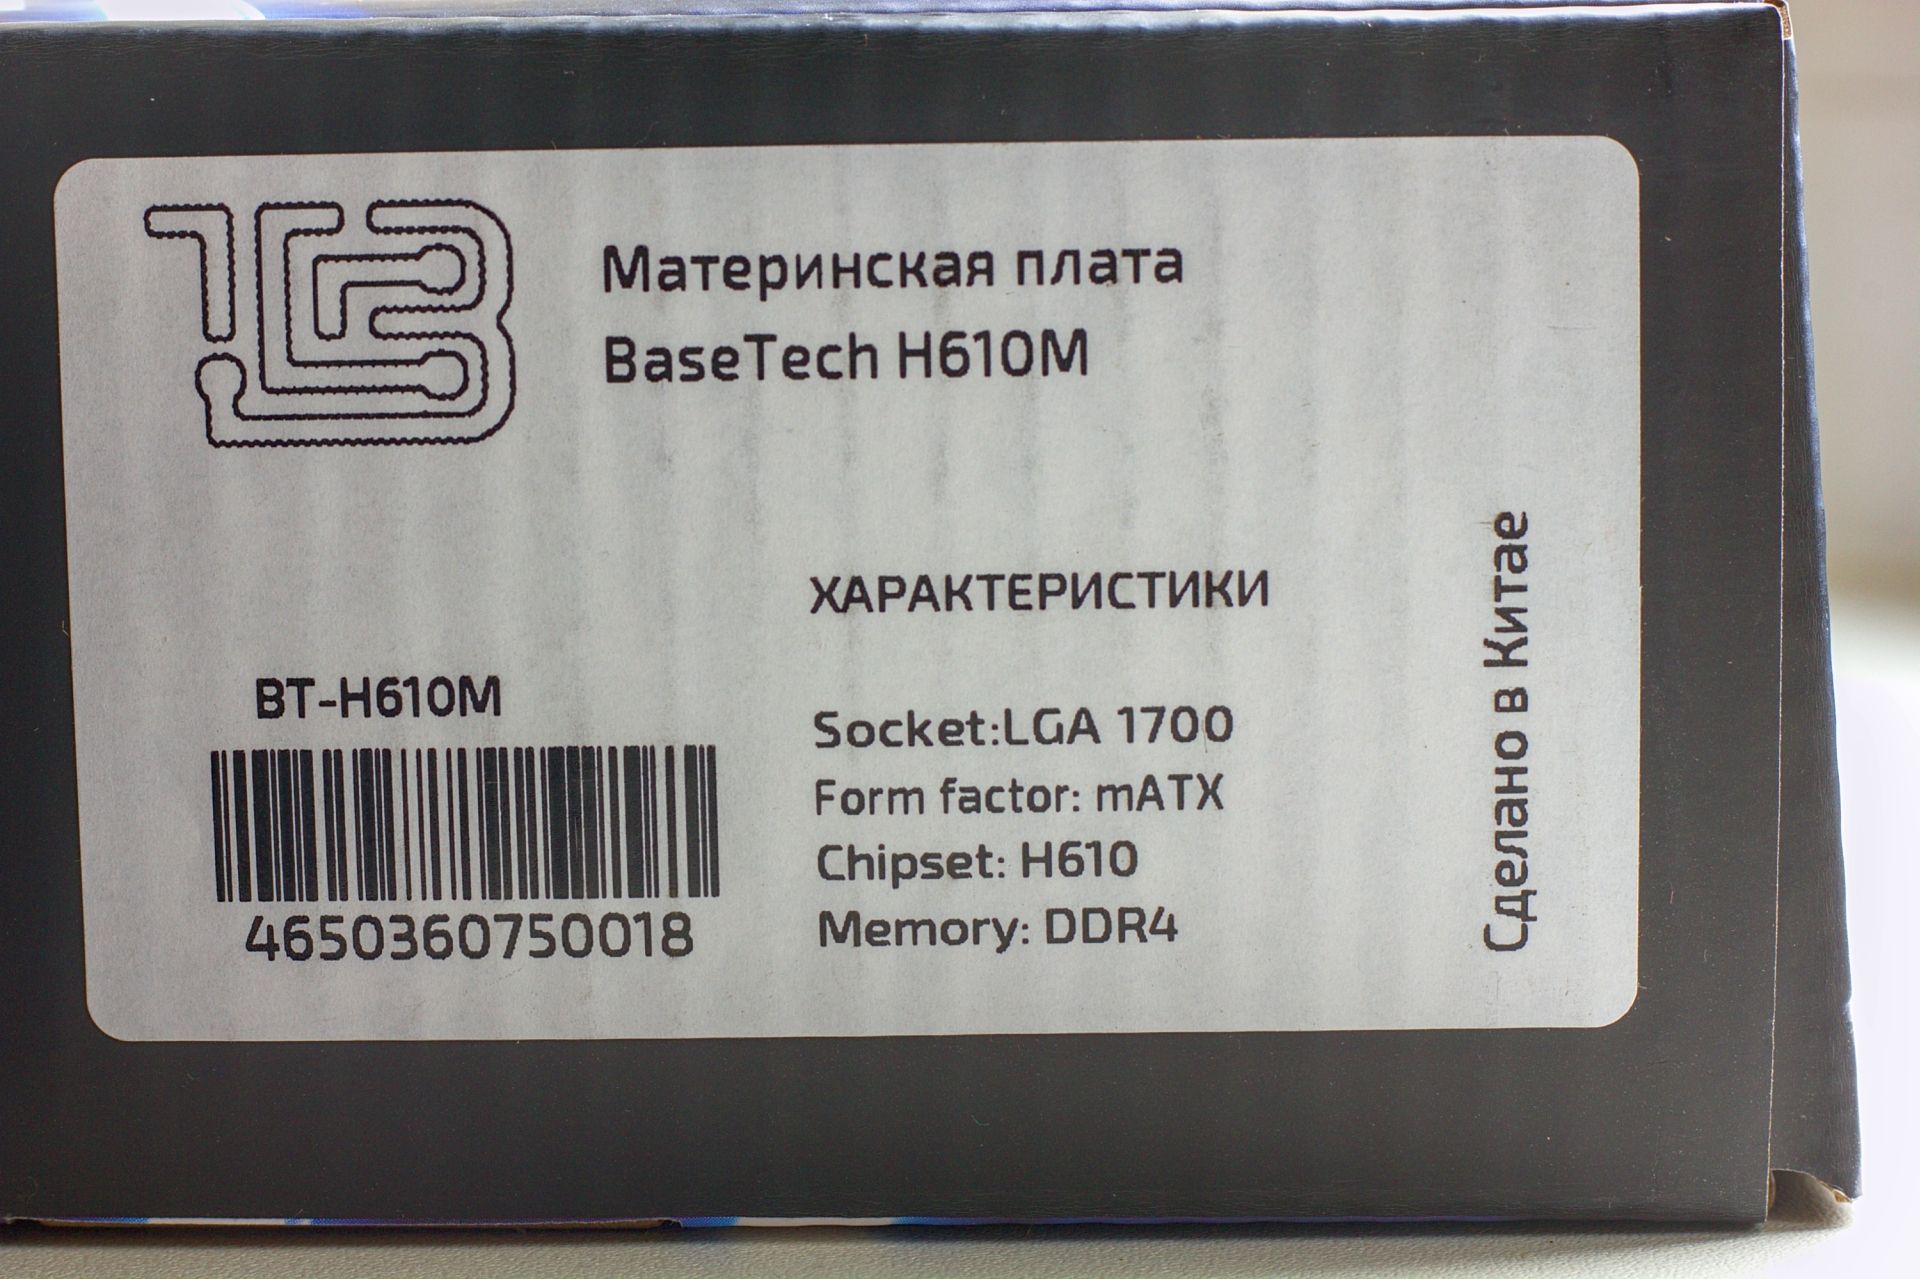 Материнская плата
BaseTech H610M
ХАРАКТЕРИСТИКИ
BT-H610M
4650360750018
Socket:LGA 1700
Form factor: mATX
Chipset: H610
Memory: DDR4
Сделано в Китае